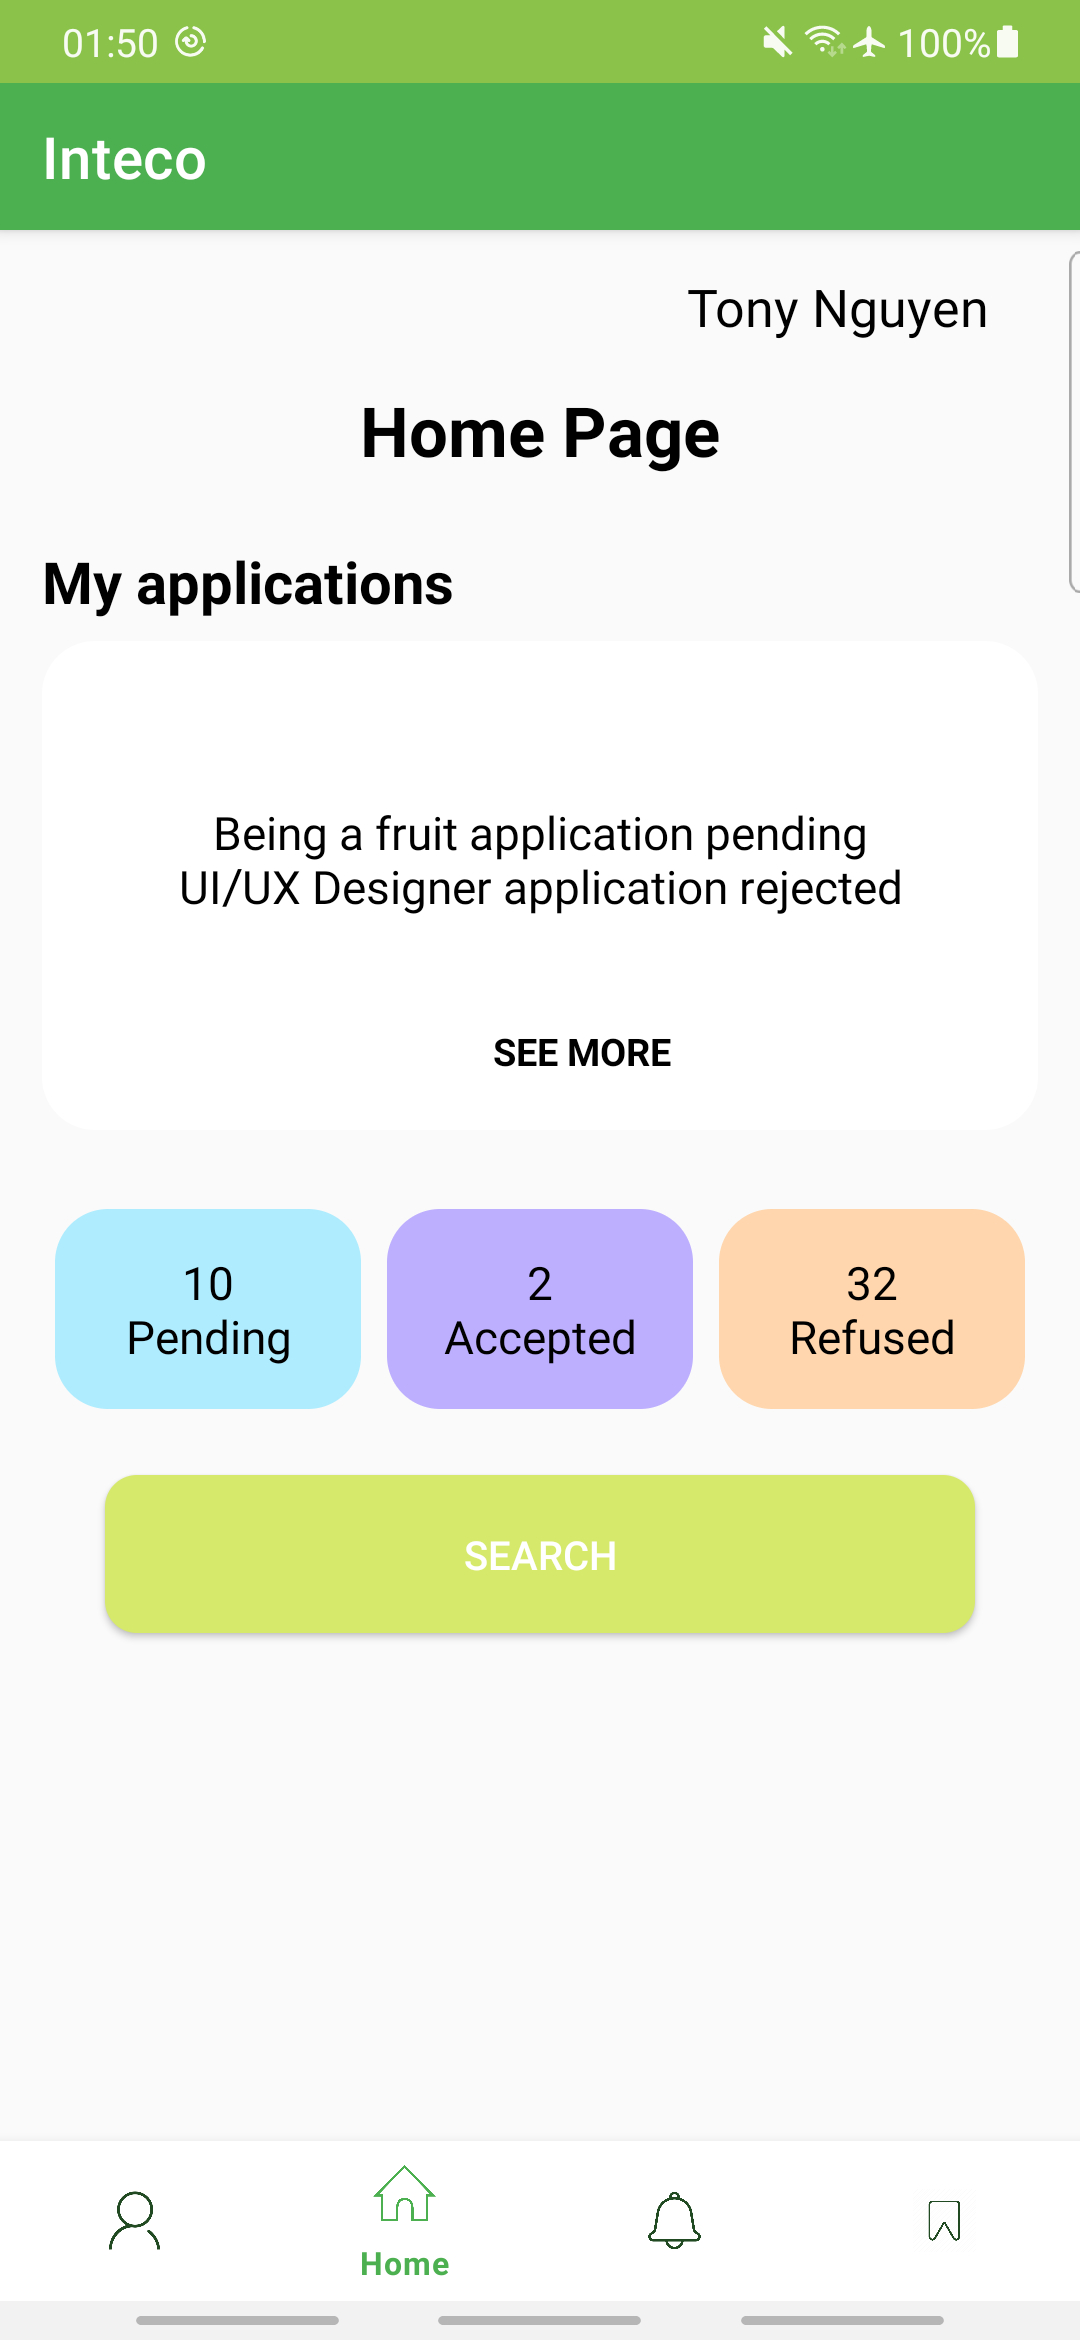 01:50
100%
Inteco
Tony Nguyen
Home Page
My applications
Being a fruit application pending
UI/UX Designer application rejected
SEE MORE
10
Pending
2
Accepted
32
Refused
SEARCH
Home